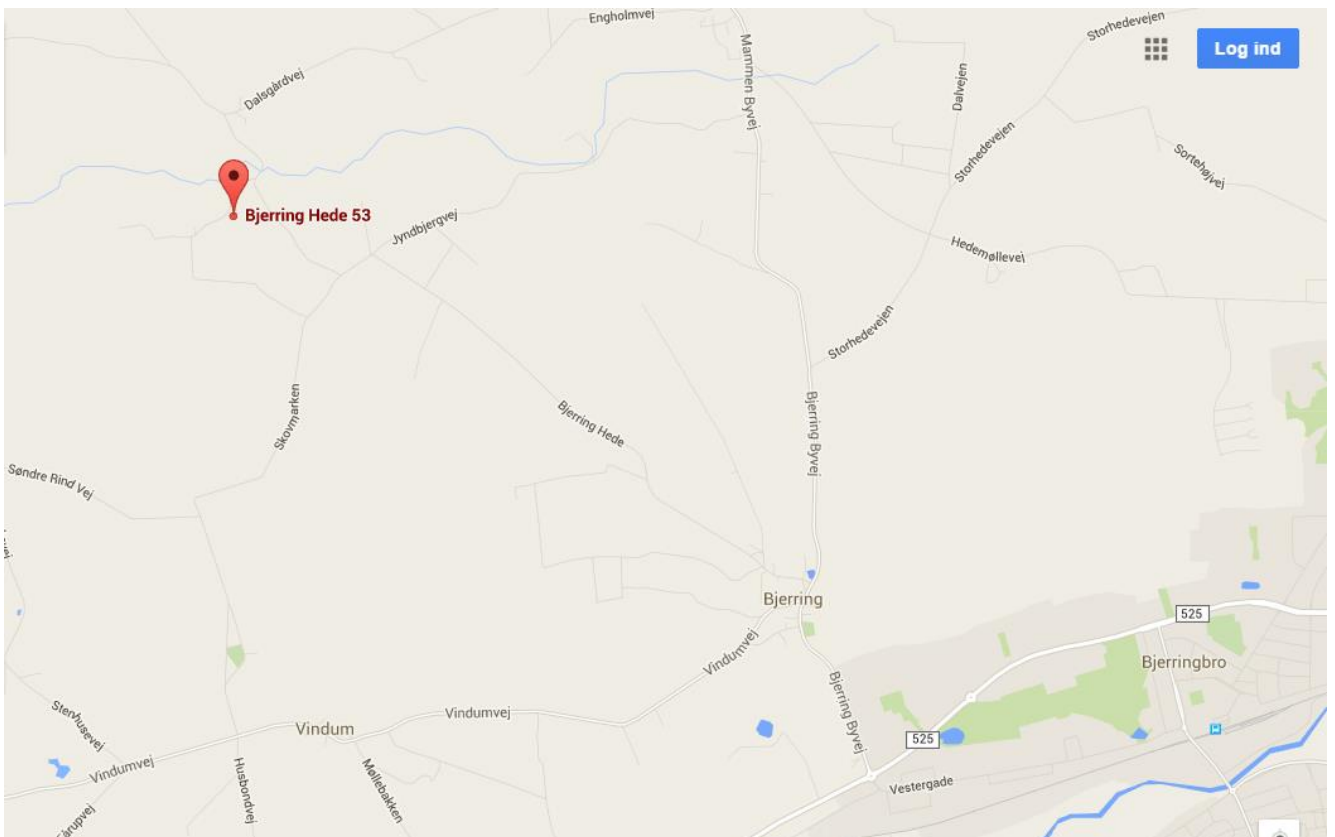 Engholmvej
Storhedevejen
Log ind
Dalsgårdvej
Mammen Byvej
Dalvejen
Storhedevejen
Sortehøjvej
Bjerring Hede 53
Jyndbjergvej
Hedemøllevej
Storhedevejen
Skovmarken
Bjerring Hede
Bjerring Byvej
Søndre Rind Vej
Bjerring
525
Vindumvej
Bjerringbro
Bjerring Byvej
Stenhusevej
Vindumvej
Vindum
525
Vindumvej
Husbondvej
Møllebakken
Vestergade